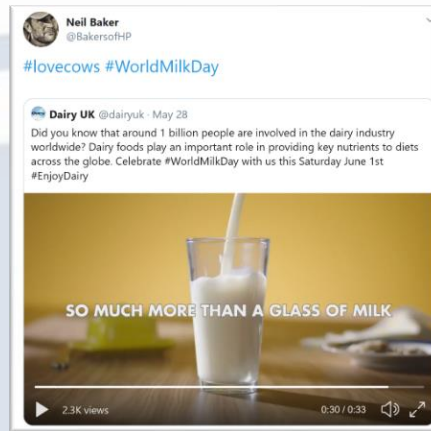 Neil Baker
@BakersofHP
#lovecows #WorldMilkDay
Dairy UK @dairyuk · May 28
Did you know that around 1 billion people are involved in the dairy industry
worldwide? Dairy foods play an important role in providing key nutrients to diets
across the globe. Celebrate #WorldMilkDay with us this Saturday June 1st
#EnjoyDairy
SO MUCH MORE THAN A GLASS OF MILK
2.3K views 0:30 / 0:33